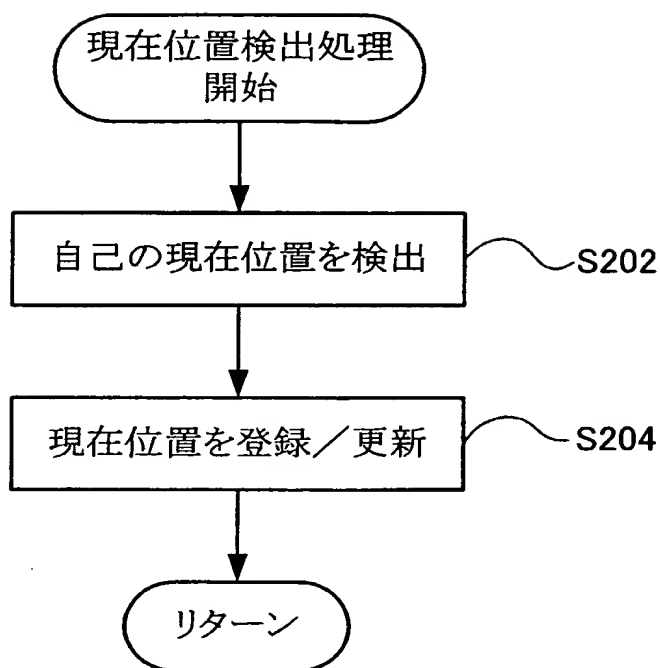 現在位置検出処理
開始
自己の現在位置を検出
S202
現在位置を登録／更新
S204
リターン